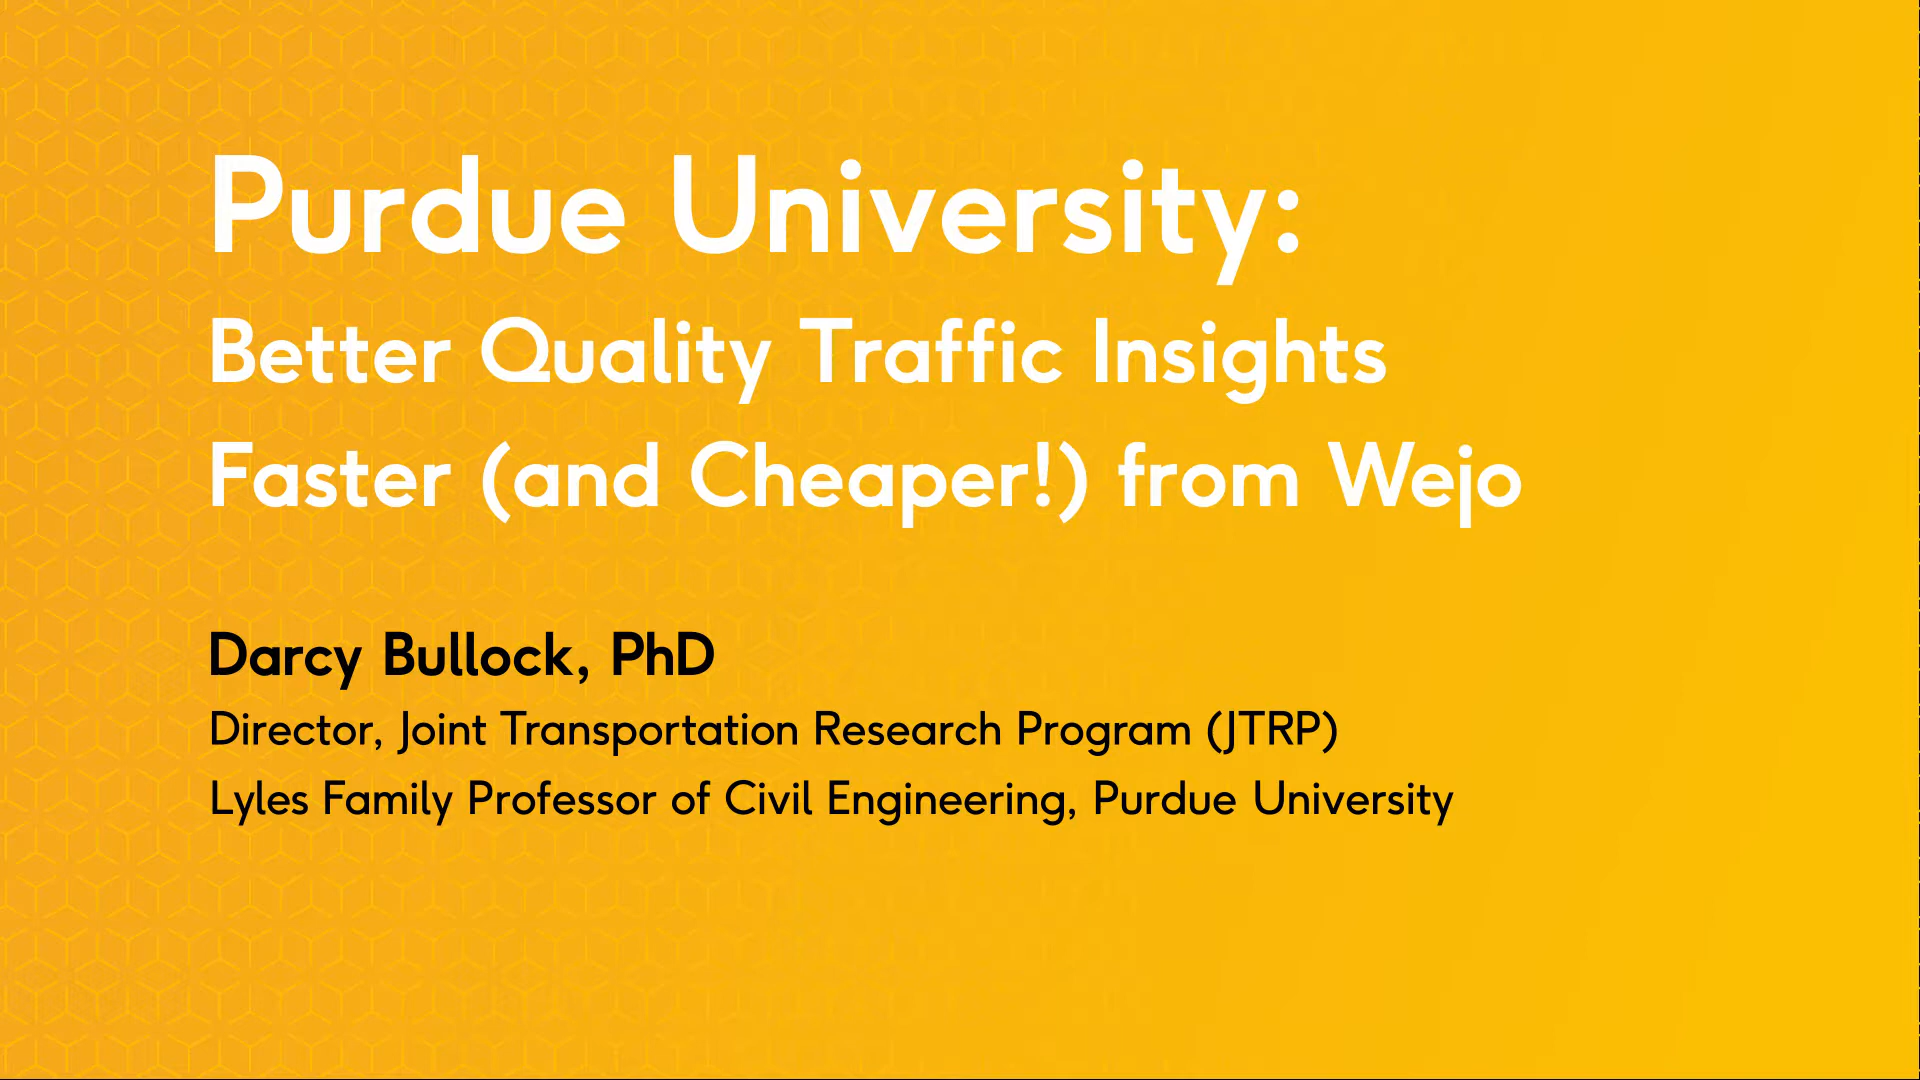 Purdue University:
Better Quality Traffic Insights
Faster (and Cheaper!) from Wejo
Darcy Bullock, PhD
Director, Joint Transportation Research Program (JTRP)
Lyles Family Professor of Civil Engineering, Purdue University